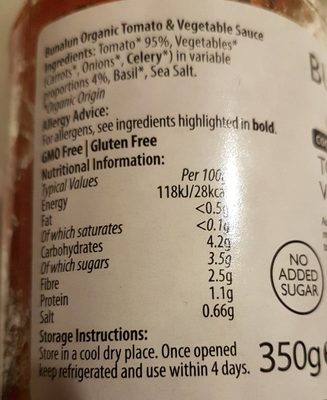 Bunalun Organic Tomato & Vegetable Sauce
Ingredients: Tomato* 95%, Vegetables*
(Carrots*, Onions*, Celery*) in variable
proportions 4%, Basil*, Sea Salt.
*Organic Origin
Allergy Advice:
For allergens, see ingredients highlighted in bold.
GMO Free | Gluten Free
Nutritional Information:
Typical Values Per 100
Energy 118kJ/28kca
Fat <0.5g
Of which saturates <0.1g
Carbohydrates 4.2g
Of which sugars 3.5g
Fibre 2.5g
Protein 1.1g
Salt 0.66g
Storage Instructions:
Store in a cool dry place. Once opened
keep refrigerated and use within 4 days.
NO
ADDED
SUGAR
350g